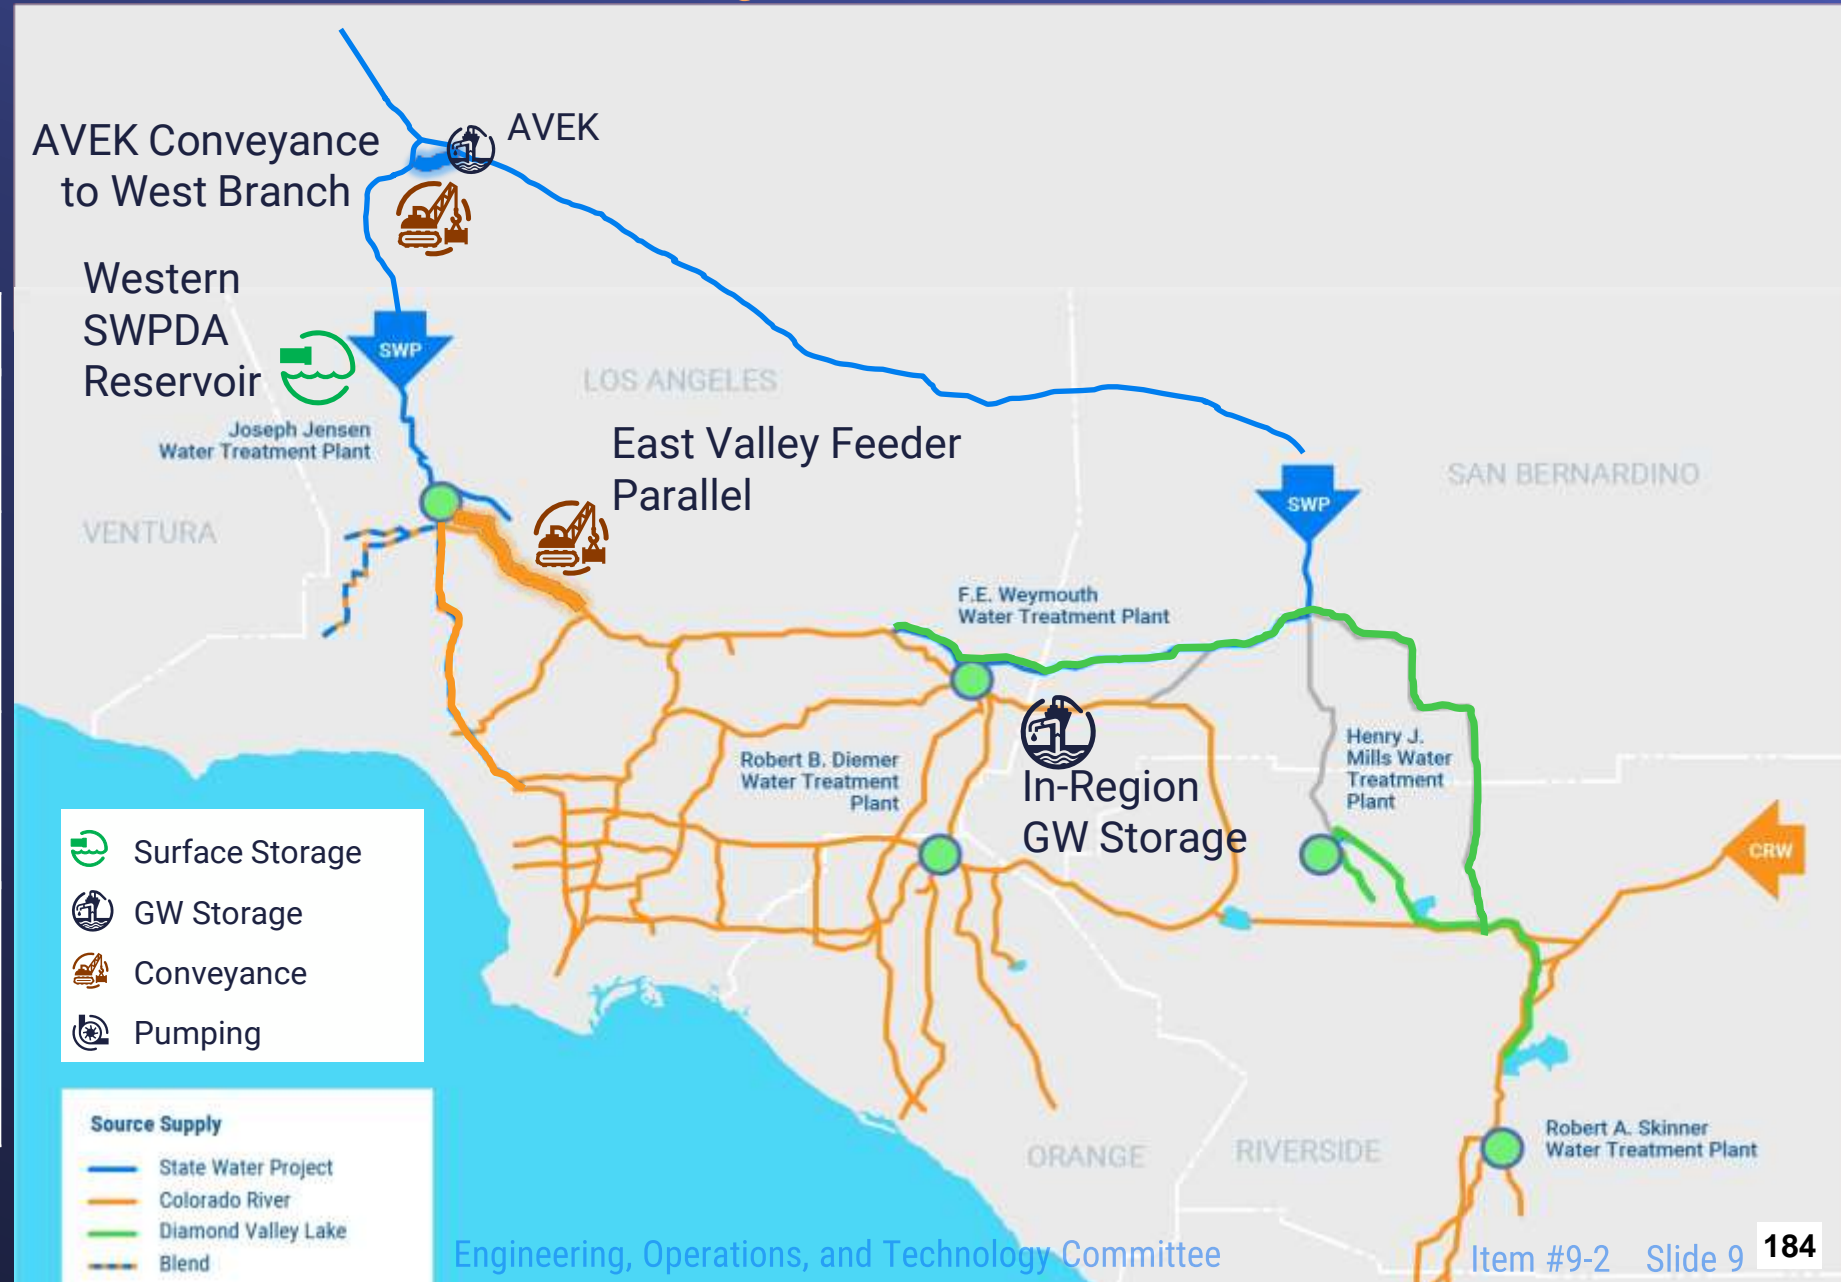 AVEK
AVEK Conveyance
to West Branch
Western
SWPDA
Reservoir
SWP
LOS ANGELES
Joseph Jensen
Water Treatment Plant
East Valley Feeder
Parallel
SAN BERNARDINO
SWP
VENTURA
F.E. Weymouth
Water Treatment Plant
Henry J.
Mills Water
Treatment
Plant
Robert B. Diemer
Water Treatment
Plant
In-Region
GW Storage
CRW
Surface Storage
GW Storage
Conveyance
Pumping
Source Supply
State Water Project
Colorado River
Diamond Valley Lake
Blend
ORANGE
RIVERSIDE
Robert A. Skinner
Water Treatment Plant
Engineering, Operations, and Technology Committee
Item #9-2 Slide 9
184